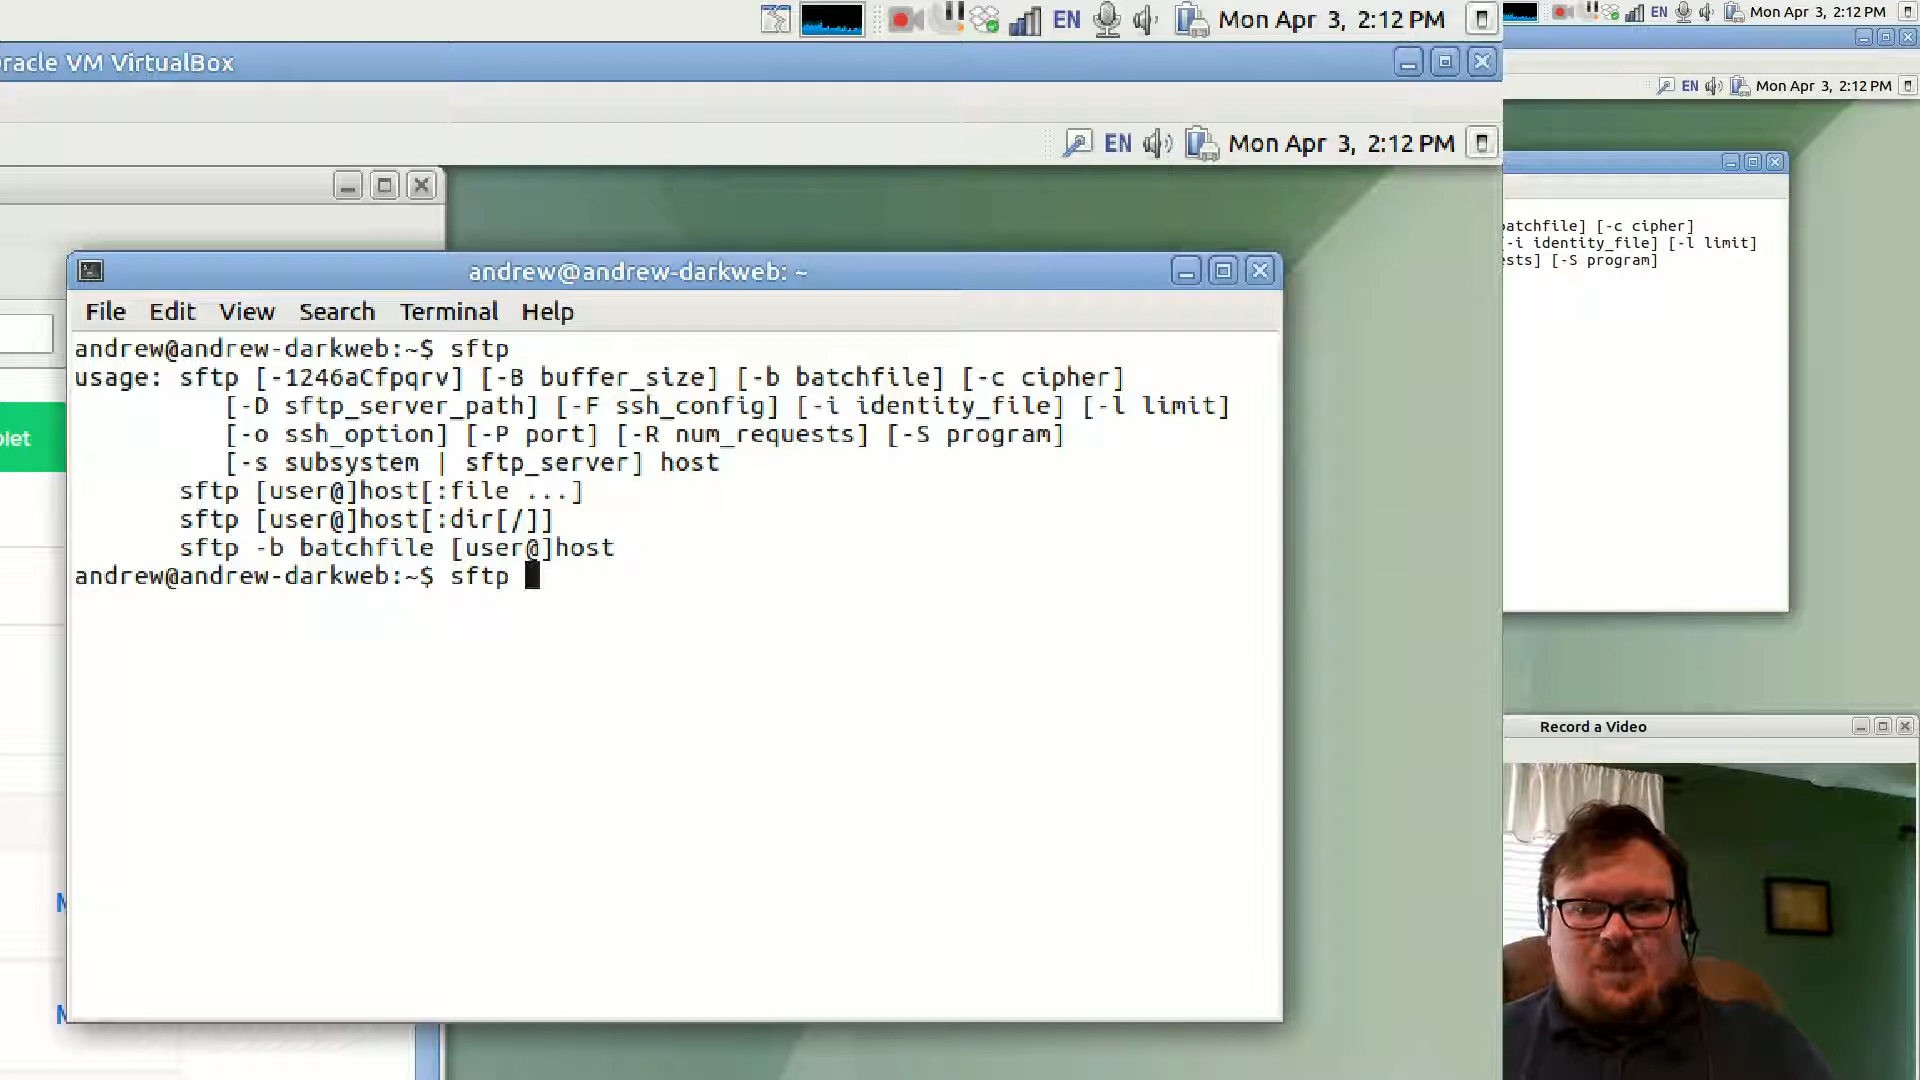 EN Mon Apr 3, 2:12 PM
EN Mon Apr 3, 2:12 PM
Oracle VM VirtualBox
EN Mon Apr 3, 2:12 PM
EN Mon Apr 3, 2:12 PM
andrew@andrew-darkweb: ~
File Edit View Search Terminal Help
andrew@andrew-darkweb:~$ sftp
usage: sftp [-1246aCfpqrv] [-B buffer_size] [-b batchfile] [-c cipher]
[-D sftp_server_path] [-F ssh_config] [-i identity_file] [-l limit]
[-o ssh_option] [-P port] [-R num_requests] [-S program]
[-s subsystem | sftp_server] host
sftp [user@]host[:file ...]
sftp [user@]host[:dir[/]]
sftp -b batchfile [user@]host
andrew@andrew-darkweb:~$ sftp
batchfile] [-c cipher]
-i identity_file] [-l limit]
ests] [-S program]
Record a Video